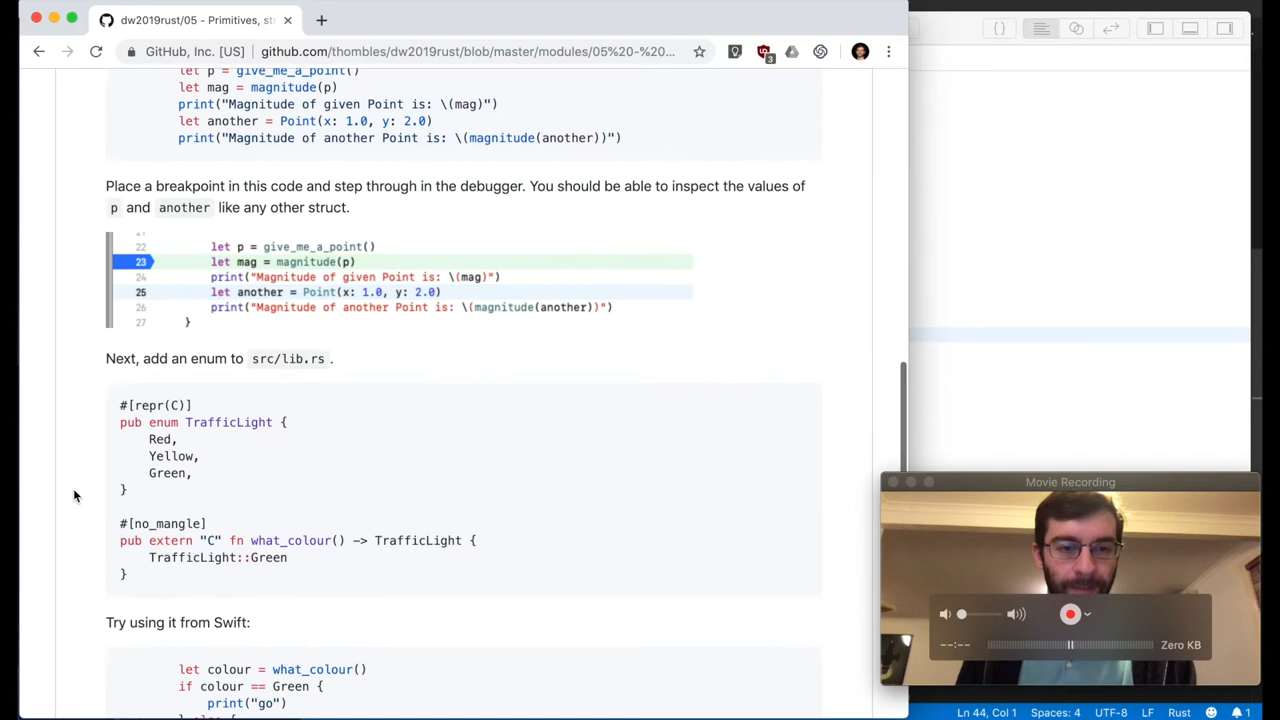 dw2019rust/05 - Primitives, st
GitHub, Inc. [US] github.com/thombles/dw2019rust/blob/master/modules/05%20-%20...
3
let p = give_me_a_point()
let mag = magnitude(p)
print("Magnitude of given Point is: \(mag)")
let another = Point(x: 1.0, y: 2.0)
print("Magnitude of another Point is: \(magnitude(another))")
Place a breakpoint in this code and step through in the debugger. You should be able to inspect the values of
p and another like any other struct.
22 let p = give_me_a_point()
23 let mag = magnitude(p)
24 print("Magnitude of given Point is: \(mag)")
25 let another = Point(x: 1.0, y: 2.0)
26 print("Magnitude of another Point is: \(magnitude(another))")
27 }
Next, add an enum to src/lib.rs .
#[repr(C)]
pub enum TrafficLight {
Red,
Yellow,
Green,
}
#[no_mangle]
pub extern "C" fn what_colour() -> TrafficLight {
TrafficLight::Green
}
Try using it from Swift:
let colour = what_colour()
if colour == Green {
print("go")
} else {
Movie Recording
--:-- Zero KB
Ln 44, Col 1 Spaces: 4 UTF-8 LF Rust 1